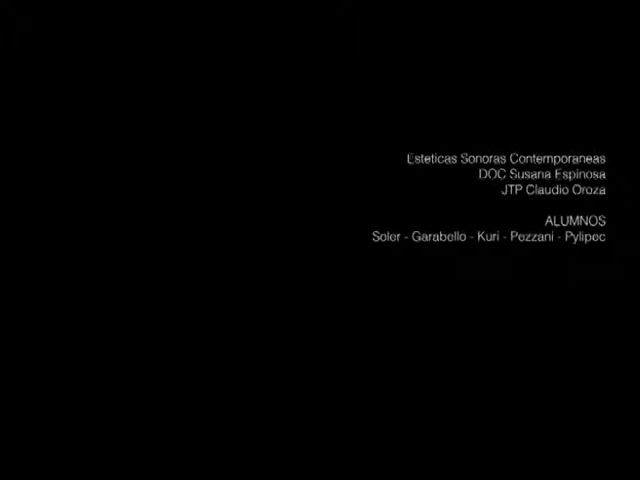 Esteticas Sonoras Contemporaneas
DOC Susana Espinosa
JTP Claudio Oroza
ALUMNOS
Soler - Garabello - Kuri - Pezzani - Pylipec